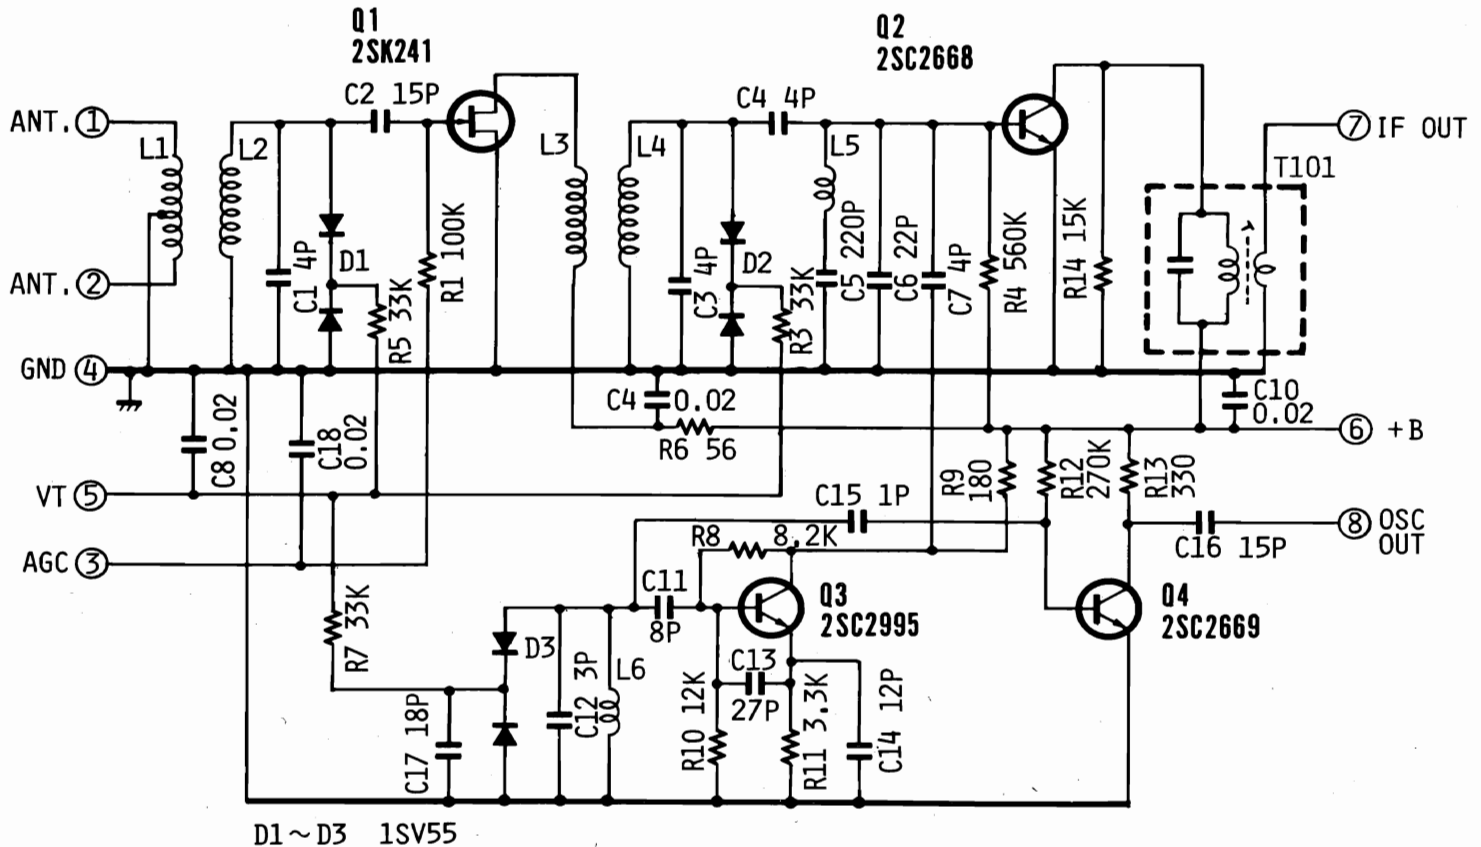 Q1
2SK241
Q2
2SC2668
C2 15P
C4 4P
ANT. 1
L1
L2
L3
L4
L5
7 IF OUT
T101
C1 4P
D1
R5 33K
R1 100K
C3 4P
D2
R3 33K
C5 220P
C6 22P
C7 4P
R4 560K
R14 15K
ANT. 2
GND 4
C4 0.02
R6 56
C10
0.02
6 +B
C8 0.02
C18
0.02
VT 5
C15 1P
R9
180
R12
270K
R13
330
8 OSC
OUT
C16 15P
AGC 3
R8 8.2K
C11
8P
Q3
2SC2995
Q4
2SC2669
R7 33K
D3
C12 3P
L6
C13
27P
R10 12K
R11 3.3K
C14 12P
C17 18P
D1~D3 1SV55